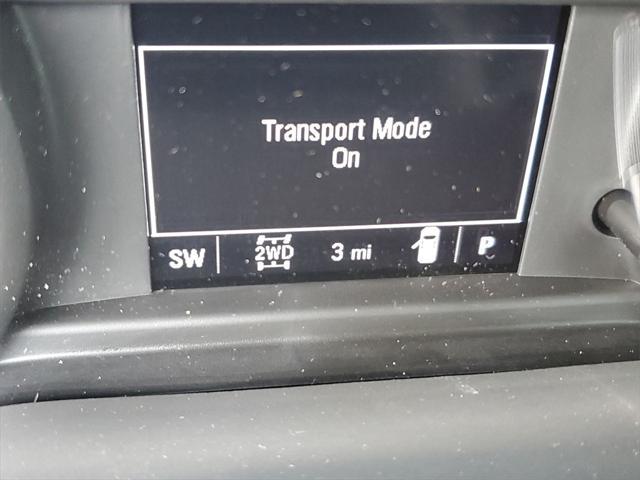 Transport Mode
On
SW 2WD 3 mi P